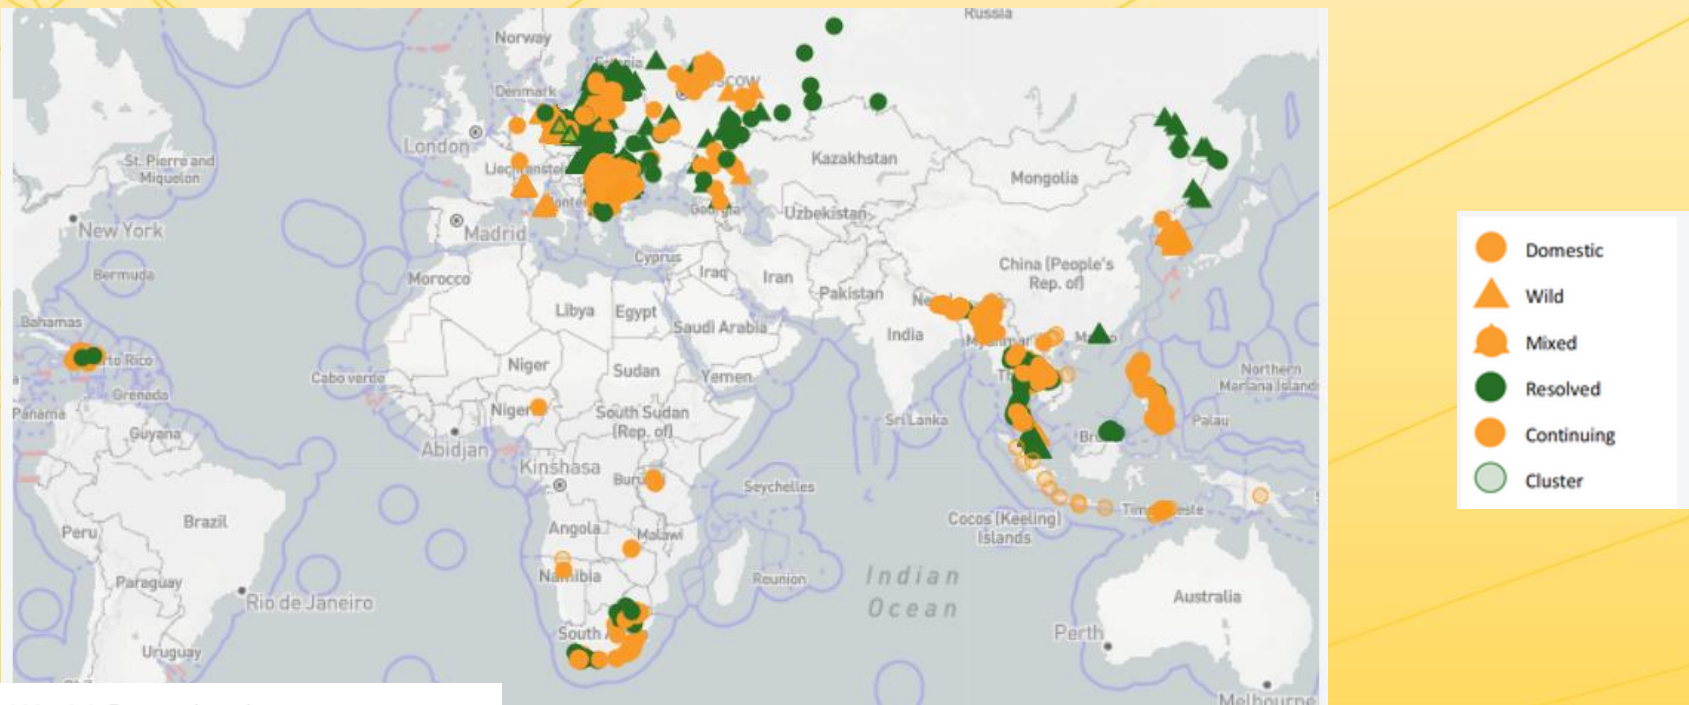 Russia
Norway
Denmark
London
Kazakhstan
Mongolia
St. Pierre and
Miquelon
New York
Madrid
Uzbekistan
Georgia
Cyprus
China (People's
Rep. of)
Bermuda
Morocco
Iraq
Iran
Pakistan
Libya
Egypt
Saudi Arabia
India
Bahamas
Niger
Sudan
Yemen
Northern
Mariana Islands
Cabo verde
Grenada
Panama
Niger
South Sudan
(Rep. of)
Sri Lanka
Palau
Guyana
Abidjan
Kinshasa
Seychelles
Peru
Brazil
Angola
Malawi
Cocos (Keeling)
Islands
Namibia
Paraguay
Reunion
Indian
Ocean
Australia
Rio de Janeiro
South
Perth
Uruguay
Melbourne
Domestic
Wild
Mixed
Resolved
Continuing
Cluster